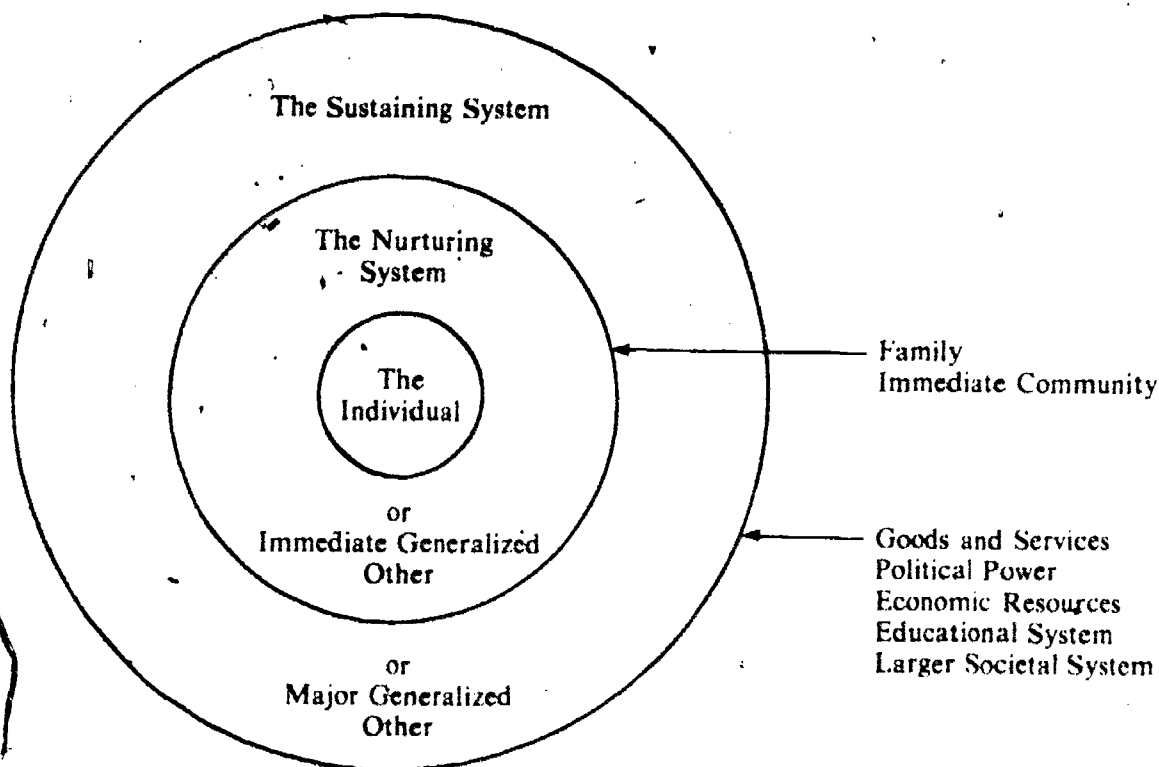 The Sustaining System
The Nurturing
System
The
Individual
or
Immediate Generalized
Other
or
Major Generalized
Other
Family
Immediate Community
Goods and Services
Political Power
Economic Resources
Educational System
Larger Societal System